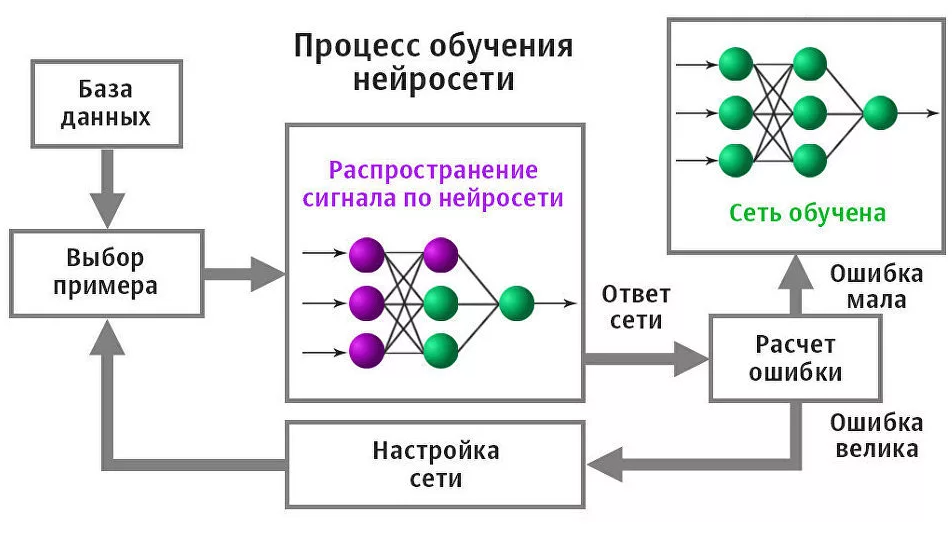 Процесс обучения
нейросети
База
данных
Выбор
примера
Распространение
сигнала по нейросети
Ответ
сети
Расчет
ошибки
Ошибка
мала
Сеть обучена
Ошибка
велика
Настройка
сети